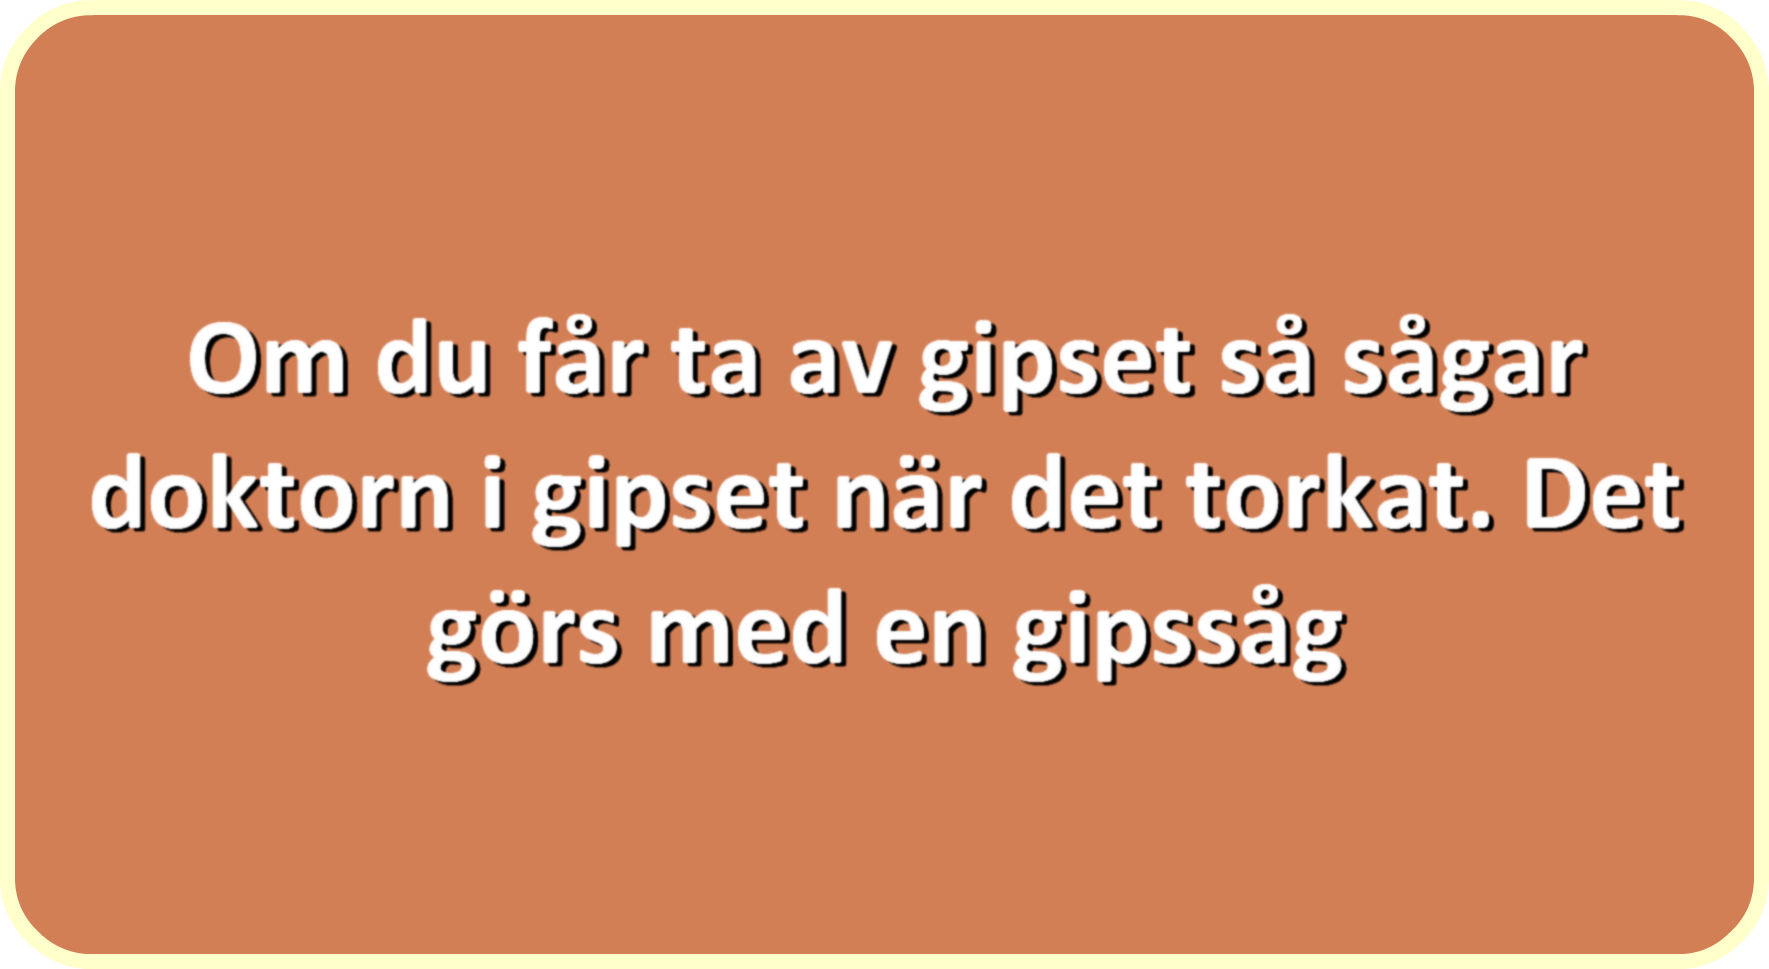 Om du får ta av gipset så sågar
doktorn i gipset när det torkat. Det
görs med en gipssåg